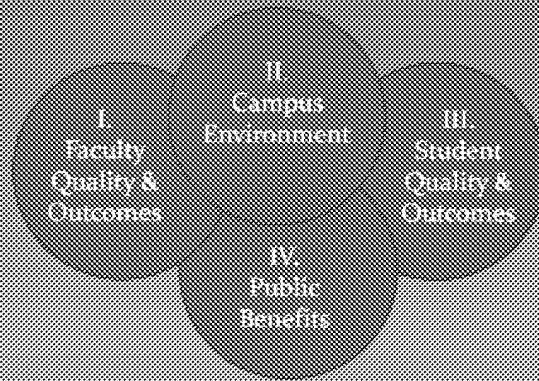 I.
Faculty
Quality &
Outcomes
II.
Campus
Environment
III.
Student
Quality &
Outcomes
IV.
Public
Benefits